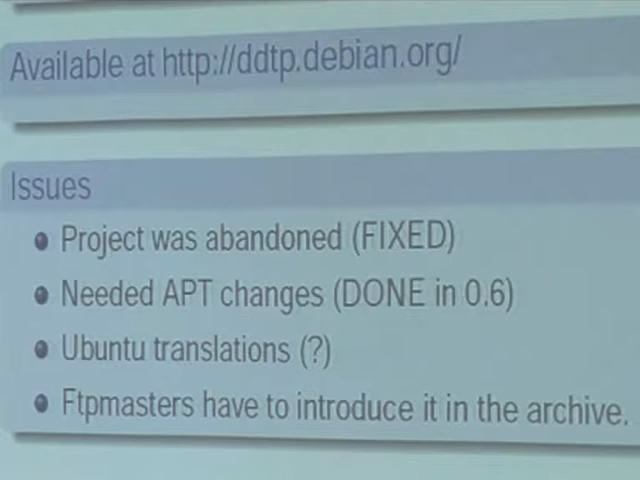 Available at http://ddtp.debian.org/
Issues
Project was abandoned (FIXED)
Needed APT changes (DONE in 0.6)
Ubuntu translations (?)
Ftpmasters have to introduce it in the archive.